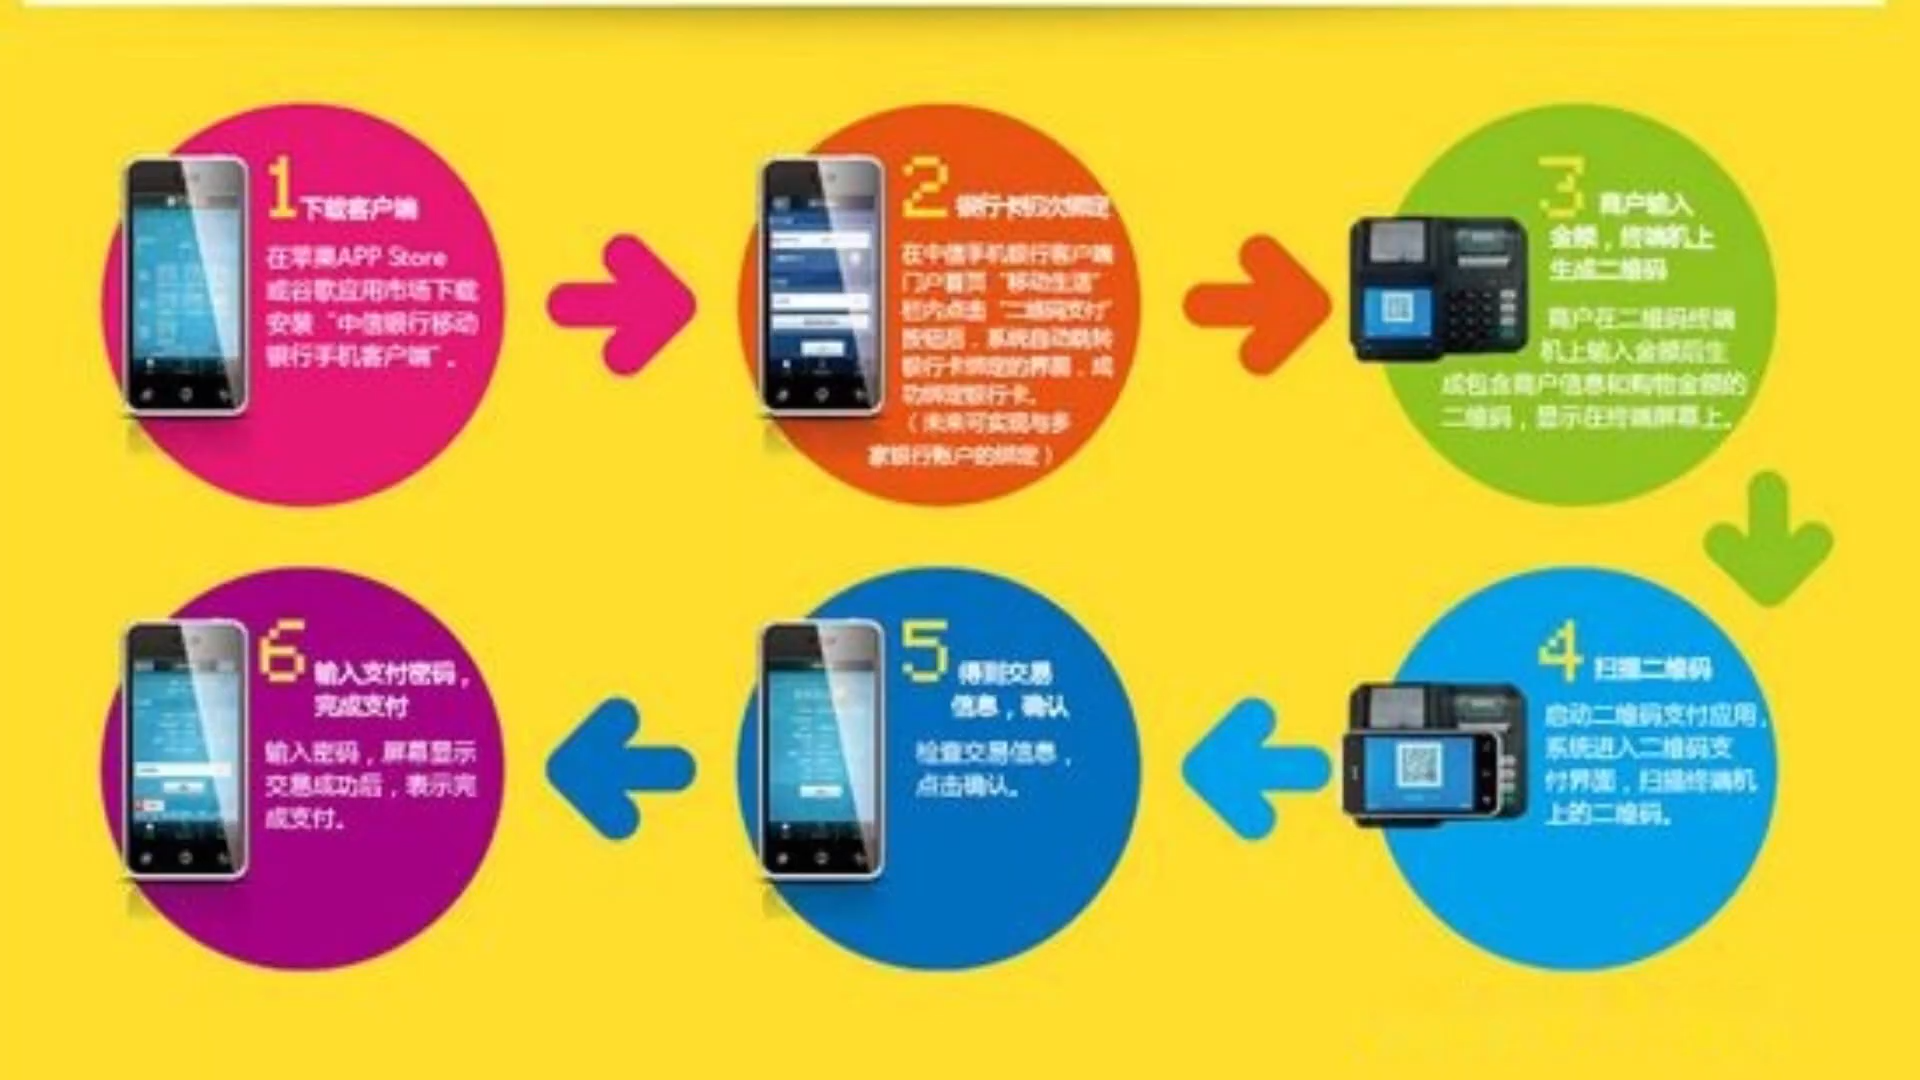 1 下载客户端
在苹果APP Store
或谷歌应用市场下载
安装“中信银行移动
银行手机客户端”。
2 银行卡初次绑定
在中信手机银行客户端
门户首页“移动生活”
栏内点击“二维码支付”
按钮后，系统自动跳转
银行卡绑定的界面，成
功绑定银行卡。
（未来可实现与多
家银行账户的绑定）
3 商户输入
金额，终端机上
生成二维码
商户在二维码终端
机上输入金额后生
成包含商户信息和购物金额的
二维码，显示在终端屏幕上。
4 扫描二维码
启动二维码支付应用，
系统进入二维码支
付界面，扫描终端机
上的二维码。
5 得到交易
信息，确认
检查交易信息，
点击确认。
6 输入支付密码，
完成支付
输入密码，屏幕显示
交易成功后，表示完
成支付。